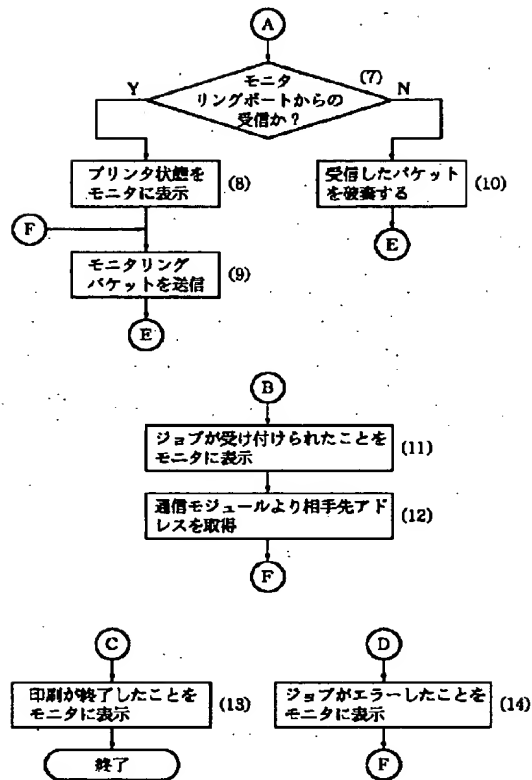 A
モニタ
リングポートからの
受信か?
(7)
Y
N
プリンタ状態を
モニタに表示
(8)
受信したパケット
を破棄する
(10)
F
E
モニタリング
パケットを送信
(9)
E
B
ジョブが受け付けられたことを
モニタに表示
(11)
通信モジュールより相手先アド
レスを取得
(12)
F
C
印刷が終了したことを
モニタに表示
(13)
終了
D
ジョブがエラーしたことを
モニタに表示
(14)
F